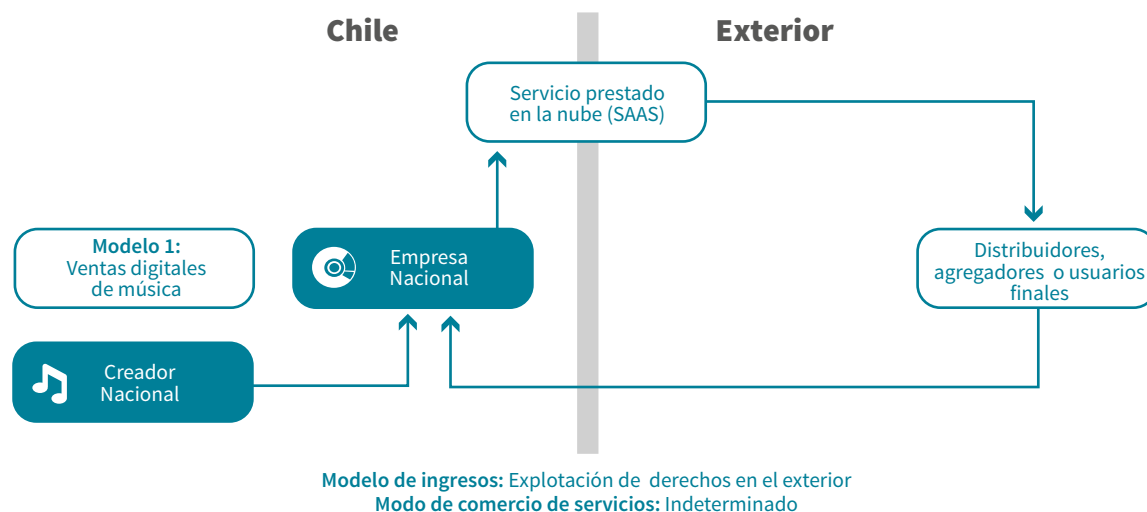 Chile
Exterior
Servicio prestado
en la nube (SAAS)
Modelo 1:
Ventas digitales
de música
Empresa
Nacional
Distribuidores,
agregadores o usuarios
finales
Creador
Nacional
Modelo de ingresos: Explotación de derechos en el exterior
Modo de comercio de servicios: Indeterminado